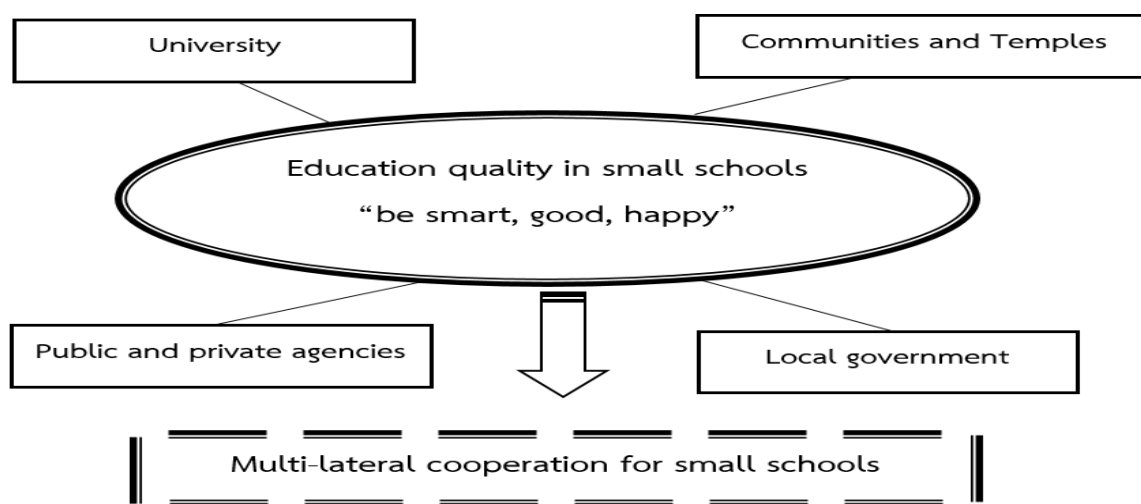 University
Communities and Temples
Education quality in small schools
“be smart, good, happy”
Public and private agencies
Local government
Multi-lateral cooperation for small schools